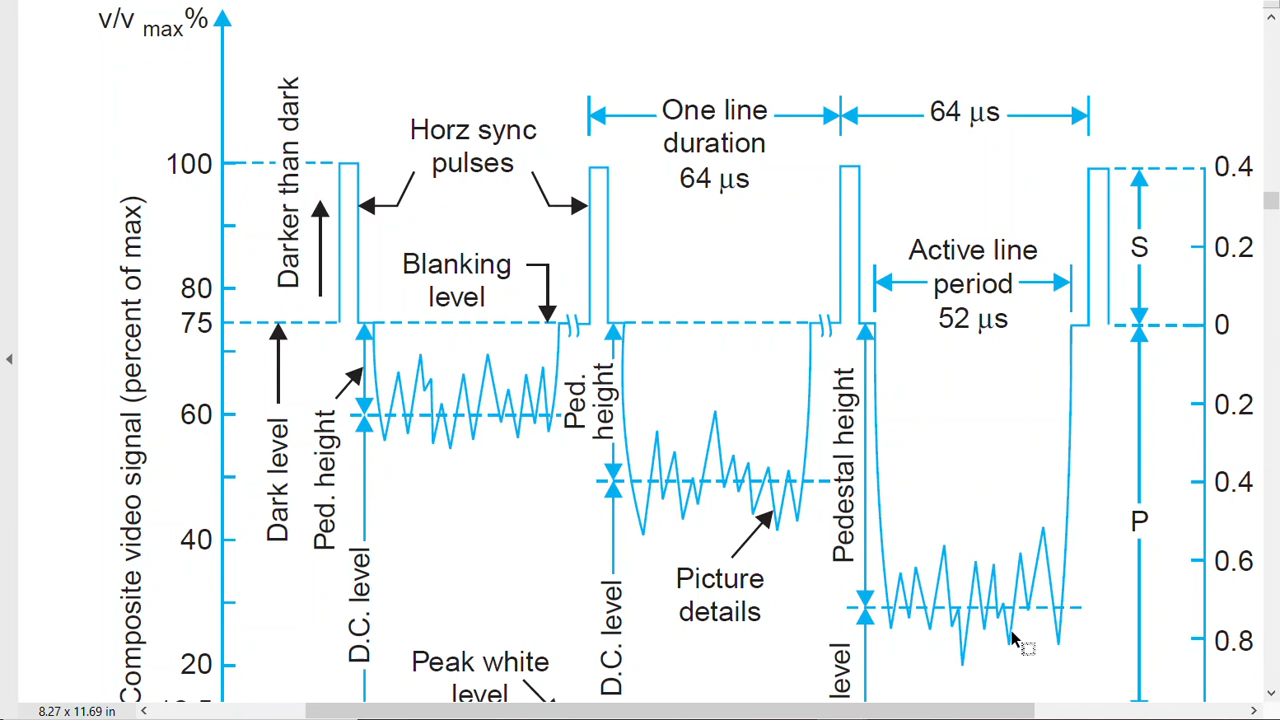 v/v max %
One line
duration
64 μs
64 μs
Horz sync
pulses
Darker than dark
100
0.4
S
0.2
Active line
period
52 μs
Blanking
level
80
75
0
Composite video signal (percent of max)
Dark level
Ped. height
Ped.
height
Pedestal height
60
0.2
0.4
P
40
0.6
D.C. level
D.C. level
level
Picture
details
0.8
20
Peak white
level
8.27 x 11.69 in